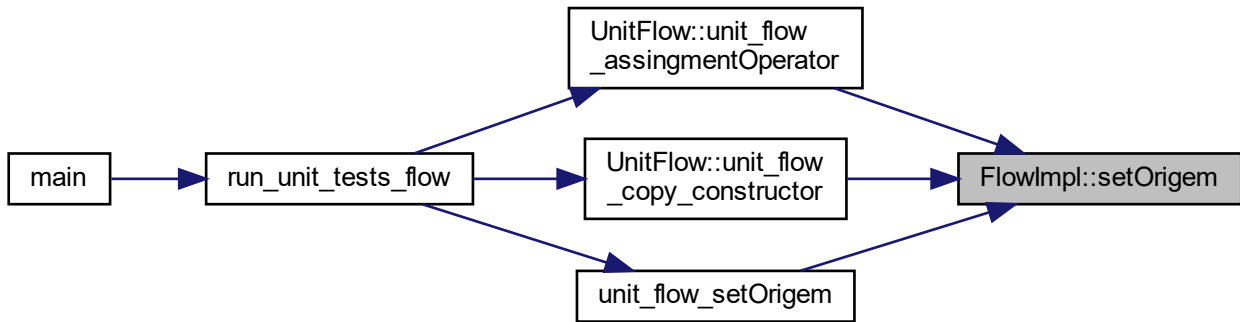 main
run_unit_tests_flow
UnitFlow::unit_flow
_assingmentOperator
UnitFlow::unit_flow
_copy_constructor
unit_flow_setOrigem
FlowImpl::setOrigem